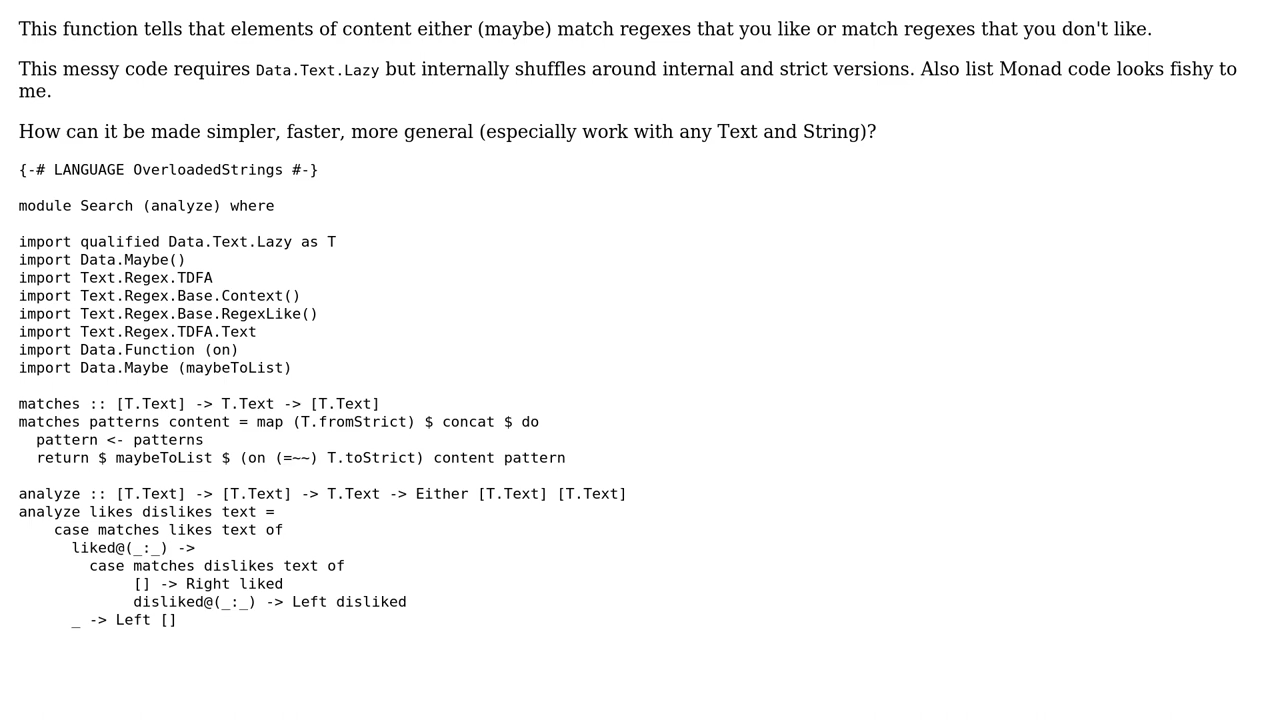 This function tells that elements of content either (maybe) match regexes that you like or match regexes that you don't like.
This messy code requires Data.Text.Lazy but internally shuffles around internal and strict versions. Also list Monad code looks fishy to
me.
How can it be made simpler, faster, more general (especially work with any Text and String)?
{-# LANGUAGE OverloadedStrings #-}
module Search (analyze) where
import qualified Data.Text.Lazy as T
import Data.Maybe()
import Text.Regex.TDFA
import Text.Regex.Base.Context()
import Text.Regex.Base.RegexLike()
import Text.Regex.TDFA.Text
import Data.Function (on)
import Data.Maybe (maybeToList)
matches :: [T.Text] -> T.Text -> [T.Text]
matches patterns content = map (T.fromStrict) $ concat $ do
  pattern <- patterns
  return $ maybeToList $ (on (=~~) T.toStrict) content pattern
analyze :: [T.Text] -> [T.Text] -> T.Text -> Either [T.Text] [T.Text]
analyze likes dislikes text =
    case matches likes text of
      liked@(_:_) ->
        case matches dislikes text of
             [] -> Right liked
             disliked@(_:_) -> Left disliked
      _ -> Left []